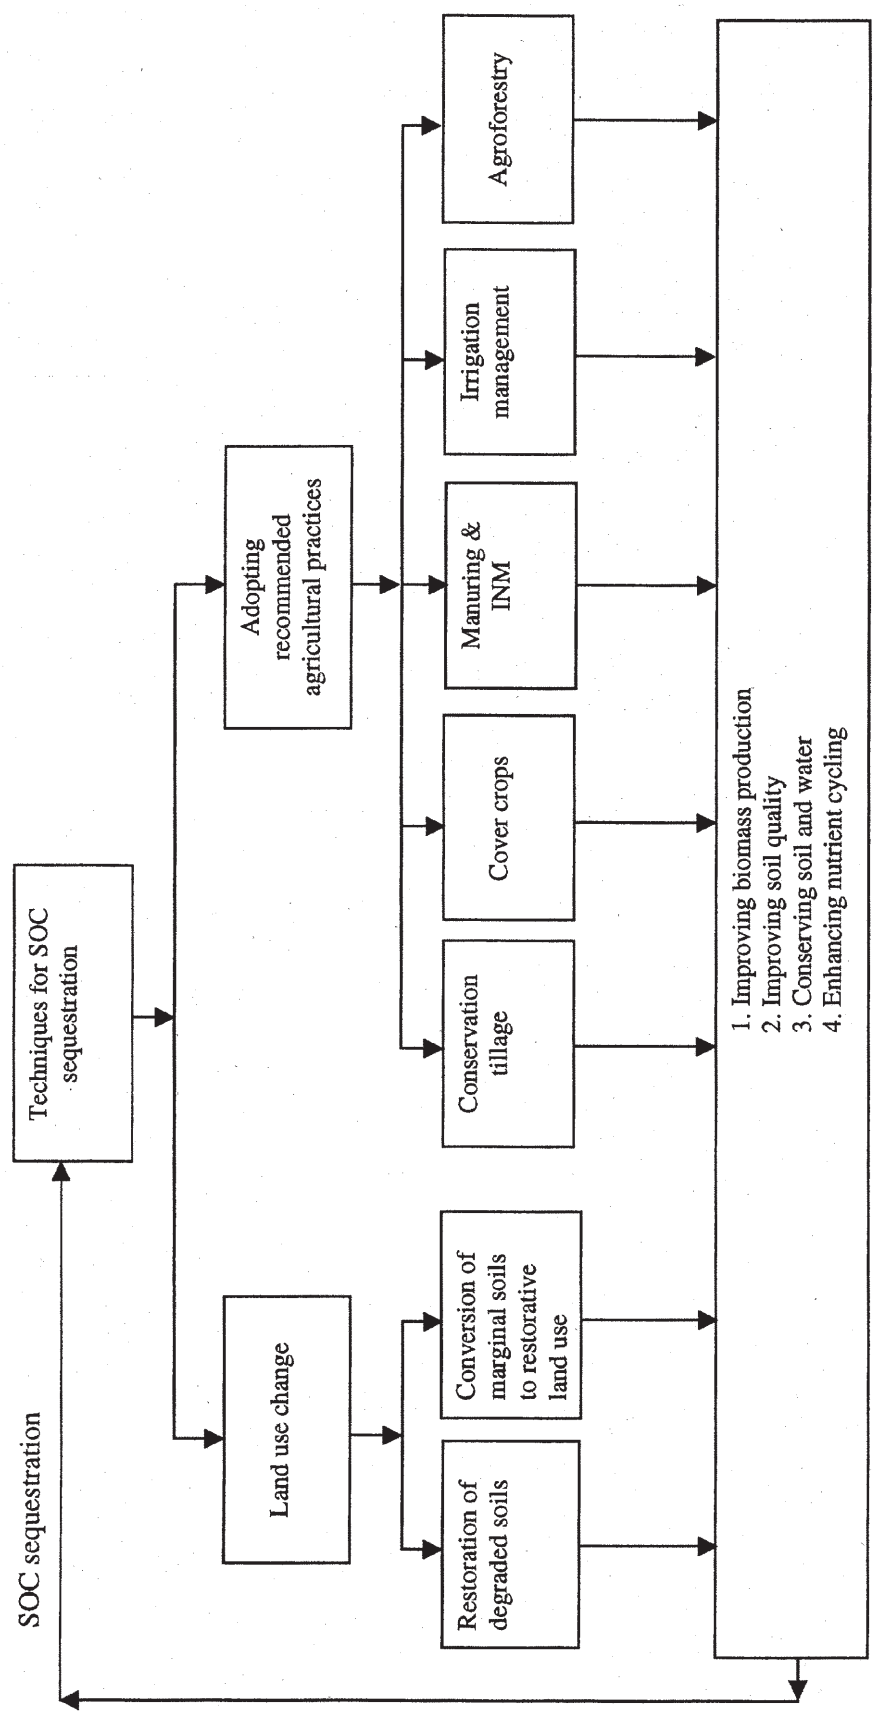 SOC sequestration
Techniques for SOC
sequestration
Land use change
Adopting
recommended
agricultural practices
Restoration of
degraded soils
Conversion of
marginal soils
to restorative
land use
Conservation
tillage
Cover crops
Manuring &
INM
Irrigation
management
Agroforestry
1. Improving biomass production
2. Improving soil quality
3. Conserving soil and water
4. Enhancing nutrient cycling